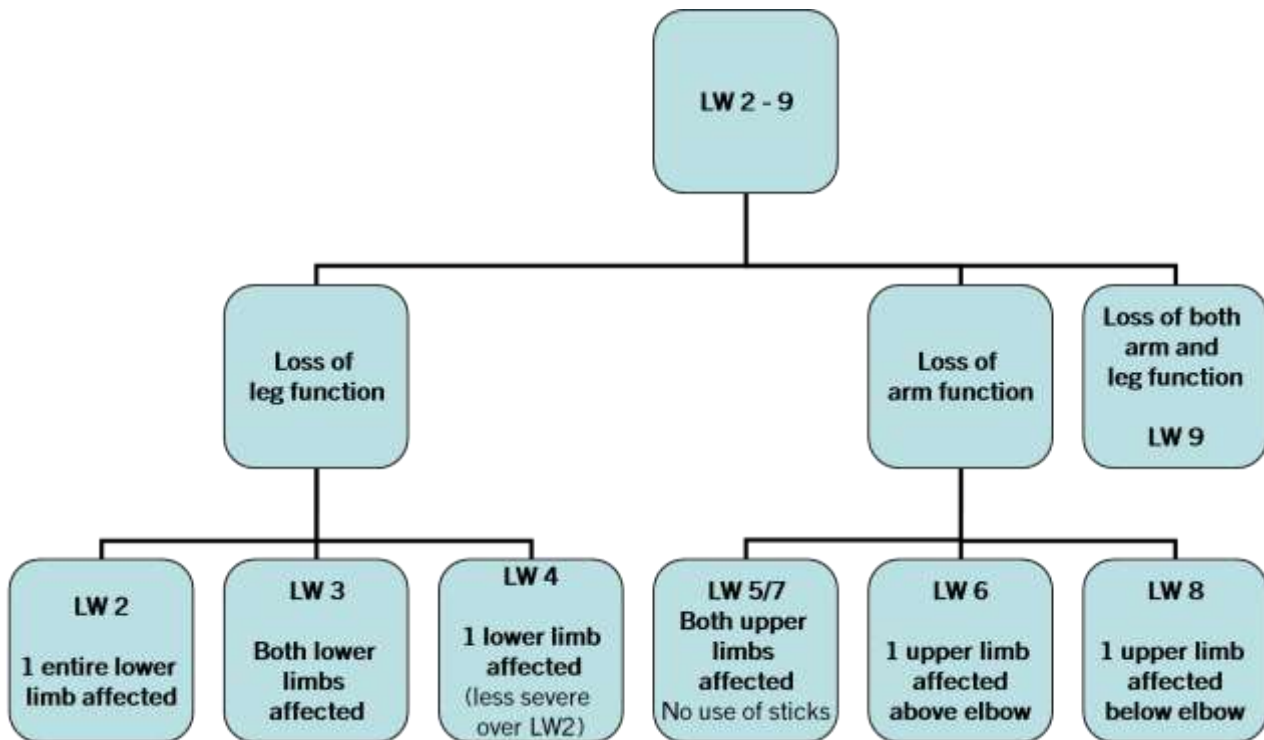 LW 2 - 9
Loss of
leg function
Loss of
arm function
Loss of both
arm and
leg function
LW 9
LW 2
1 entire lower
limb affected
LW 3
Both lower
limbs
affected
LW 4
1 lower limb
affected
(less severe
over LW2)
LW 5/7
Both upper
limbs
affected
No use of sticks
LW 6
1 upper limb
affected
above elbow
LW 8
1 upper limb
affected
below elbow